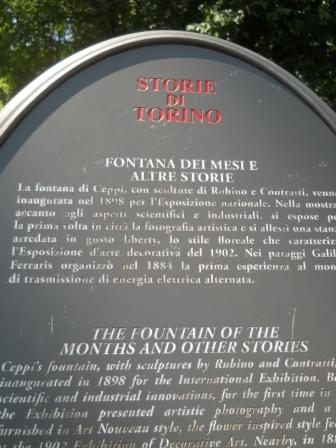 STORIE
DI
TORINO
FONTANA DEI MESI E
ALTRE STORIE
La fontana di Ceppi, con sculture di Rubino e Contratti, venne
inaugurata nel 1898 per l'Esposizione nazionale. Nella mostra
accanto agli aspetti scientifici e industriali, si espose per
la prima volta in città la fotografia artistica e si allestì una stanza
arredata in gusto Liberty, lo stile floreale che caratterizzò
l'Esposizione d'arte decorativa del 1902. Nei paraggi Galileo
Ferraris organizzò nel 1884 la prima esperienza al mondo
di trasmissione di energia elettrica alternata.
THE FOUNTAIN OF THE
MONTHS AND OTHER STORIES
Ceppi's fountain, with sculptures by Rubino and Contratti,
inaugurated in 1898 for the International Exhibition.
scientific and industrial innovations, for the first time in
the Exhibition presented artistic photography and a
furnished in Art Nouveau style, the flower inspired style
the 1902 Exhibition of Decorative Art. Nearby, in